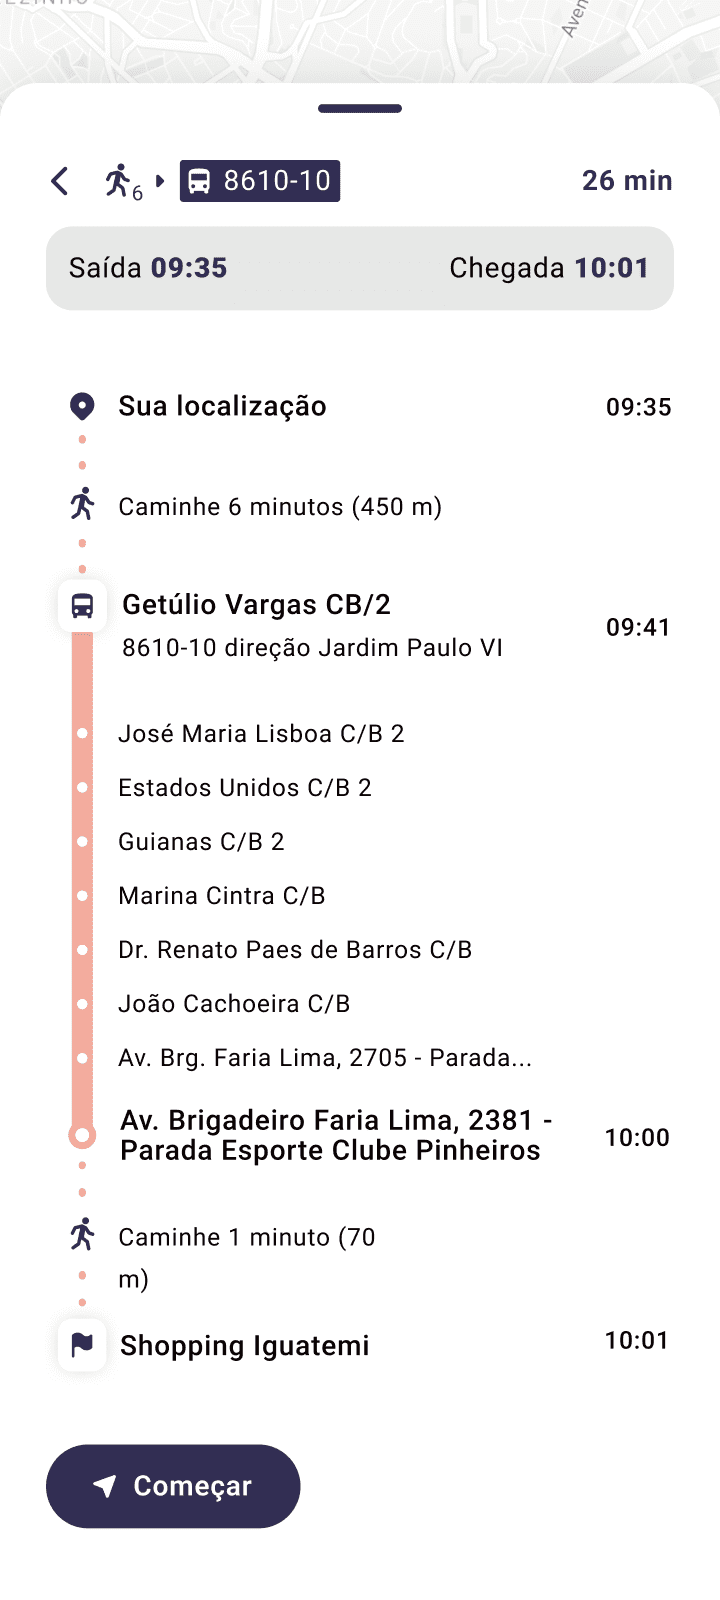 Aven
6
8610-10
26 min
Saída 09:35
Chegada 10:01
Sua localização
09:35
Caminhe 6 minutos (450 m)
Getúlio Vargas CB/2
8610-10 direção Jardim Paulo VI
09:41
José Maria Lisboa C/B 2
Estados Unidos C/B 2
Guianas C/B 2
Marina Cintra C/B
Dr. Renato Paes de Barros C/B
João Cachoeira C/B
Av. Brg. Faria Lima, 2705 - Parada...
Av. Brigadeiro Faria Lima, 2381 -
Parada Esporte Clube Pinheiros
10:00
Caminhe 1 minuto (70
m)
Shopping Iguatemi
10:01
Começar